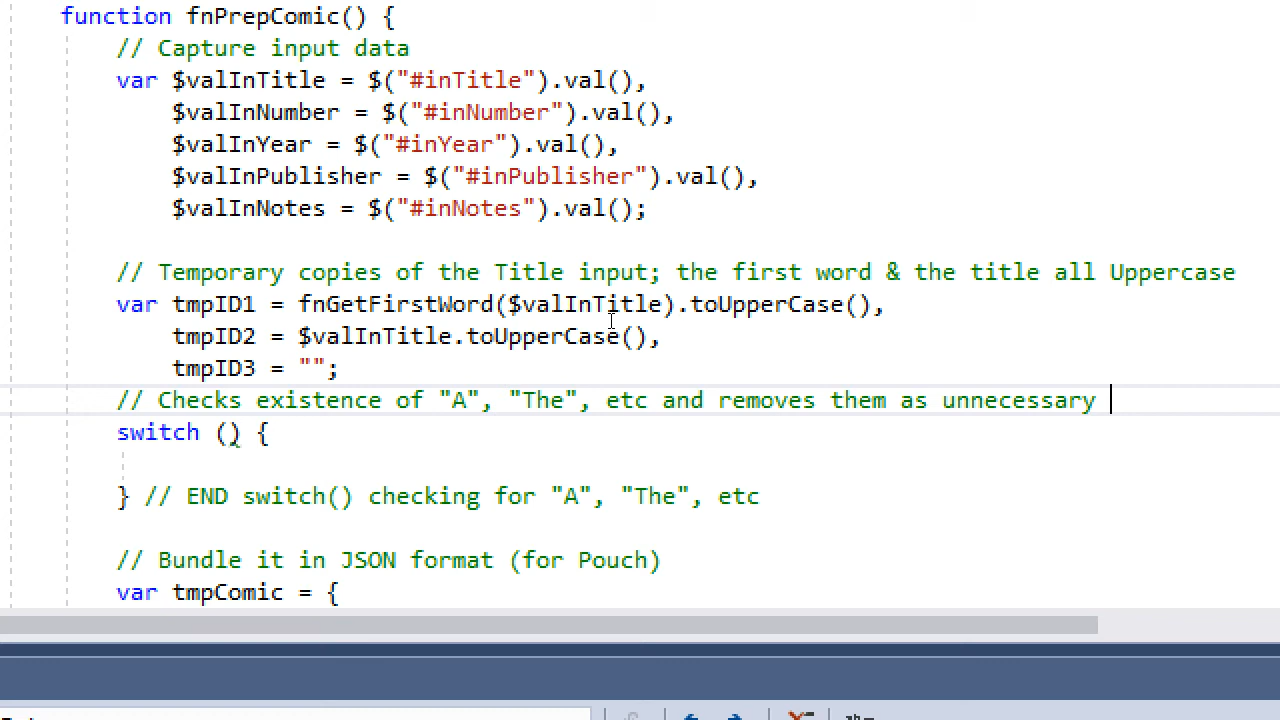 function fnPrepComic() {
// Capture input data
var $valInTitle = $("#inTitle").val(),
$valInNumber = $("#inNumber").val(),
$valInYear = $("#inYear").val(),
$valInPublisher = $("#inPublisher").val(),
$valInNotes = $("#inNotes").val();
// Temporary copies of the Title input; the first word & the title all Uppercase
var tmpID1 = fnGetFirstWord($valInTitle).toUpperCase(),
tmpID2 = $valInTitle.toUpperCase(),
tmpID3 = "";
// Checks existence of "A", "The", etc and removes them as unnecessary
switch () {
} // END switch() checking for "A", "The", etc
// Bundle it in JSON format (for Pouch)
var tmpComic = {